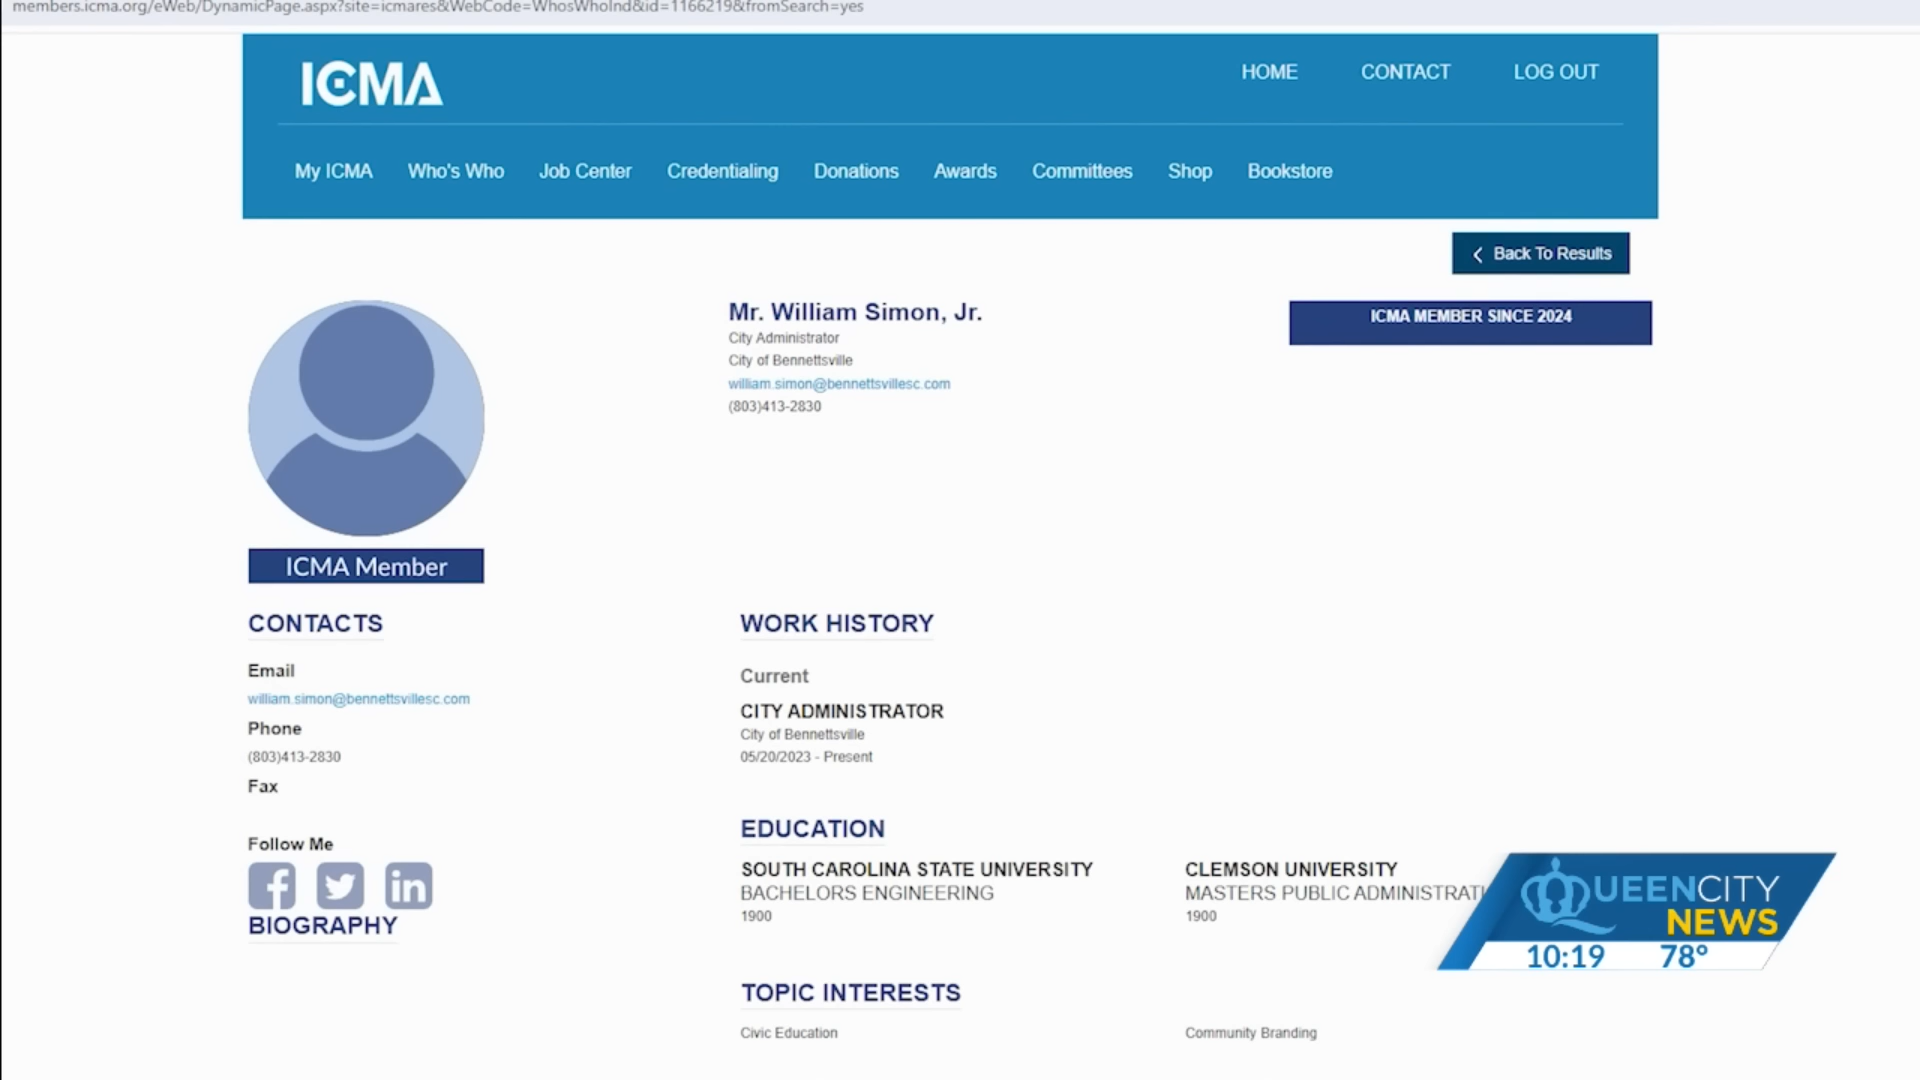 members.icma.org/eWeb/DynamicPage.aspx?site=icmares&WebCode=WhosWhoInd&id=1166219&fromSearch=yes
ICMA
HOME CONTACT LOG OUT
My ICMA Who's Who Job Center Credentialing Donations Awards Committees Shop Bookstore
Back To Results
Mr. William Simon, Jr.
City Administrator
City of Bennettsville
william.simon@bennettsvillesc.com
(803)413-2830
ICMA MEMBER SINCE 2024
ICMA Member
CONTACTS
Email
william.simon@bennettsvillesc.com
Phone
(803)413-2830
Fax
Follow Me
BIOGRAPHY
WORK HISTORY
Current
CITY ADMINISTRATOR
City of Bennettsville
05/20/2023 - Present
EDUCATION
SOUTH CAROLINA STATE UNIVERSITY
BACHELORS ENGINEERING
1900
CLEMSON UNIVERSITY
MASTERS PUBLIC ADMINISTRATI
1900
TOPIC INTERESTS
Civic Education Community Branding
QUEEN CITY
NEWS
10:19 78°